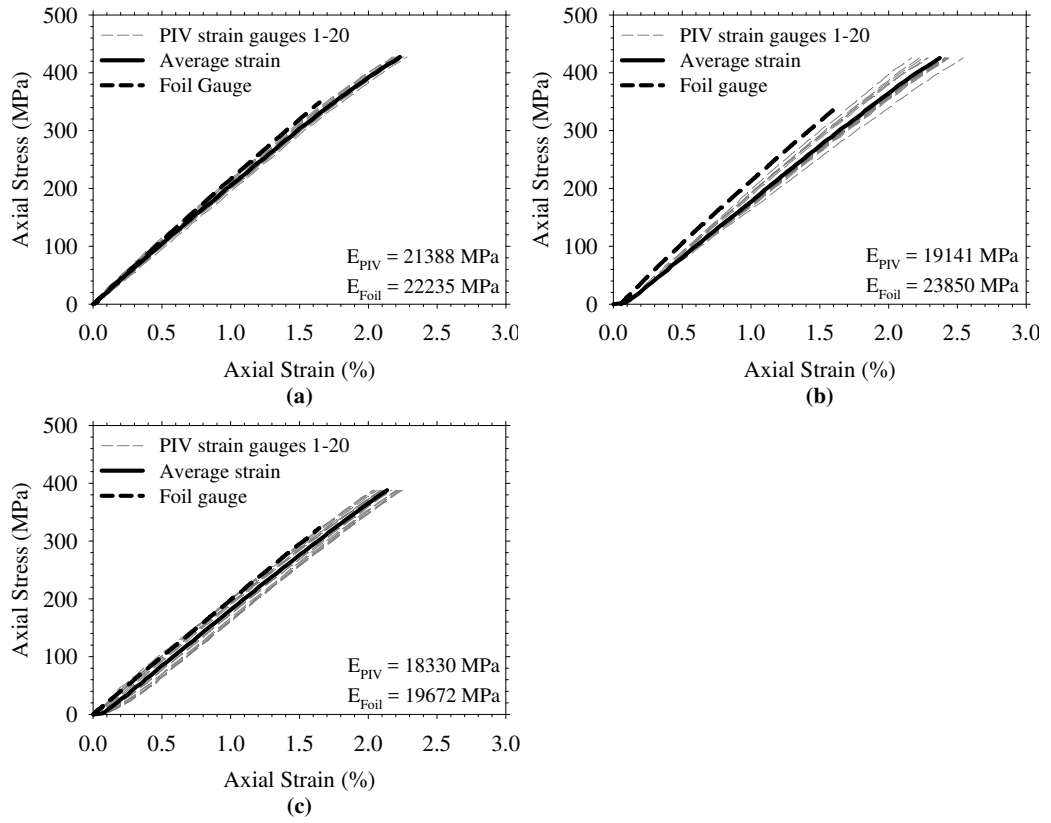 500
400
300
200
100
0
Axial Stress (MPa)
PIV strain gauges 1-20
Average strain
Foil Gauge
E_PIV = 21388 MPa
E_Foil = 22235 MPa
0.0 0.5 1.0 1.5 2.0 2.5 3.0
Axial Strain (%)
(a)
500
400
300
200
100
0
Axial Stress (MPa)
PIV strain gauges 1-20
Average strain
Foil gauge
E_PIV = 19141 MPa
E_Foil = 23850 MPa
0.0 0.5 1.0 1.5 2.0 2.5 3.0
Axial Strain (%)
(b)
500
400
300
200
100
0
Axial Stress (MPa)
PIV strain gauges 1-20
Average strain
Foil gauge
E_PIV = 18330 MPa
E_Foil = 19672 MPa
0.0 0.5 1.0 1.5 2.0 2.5 3.0
Axial Strain (%)
(c)